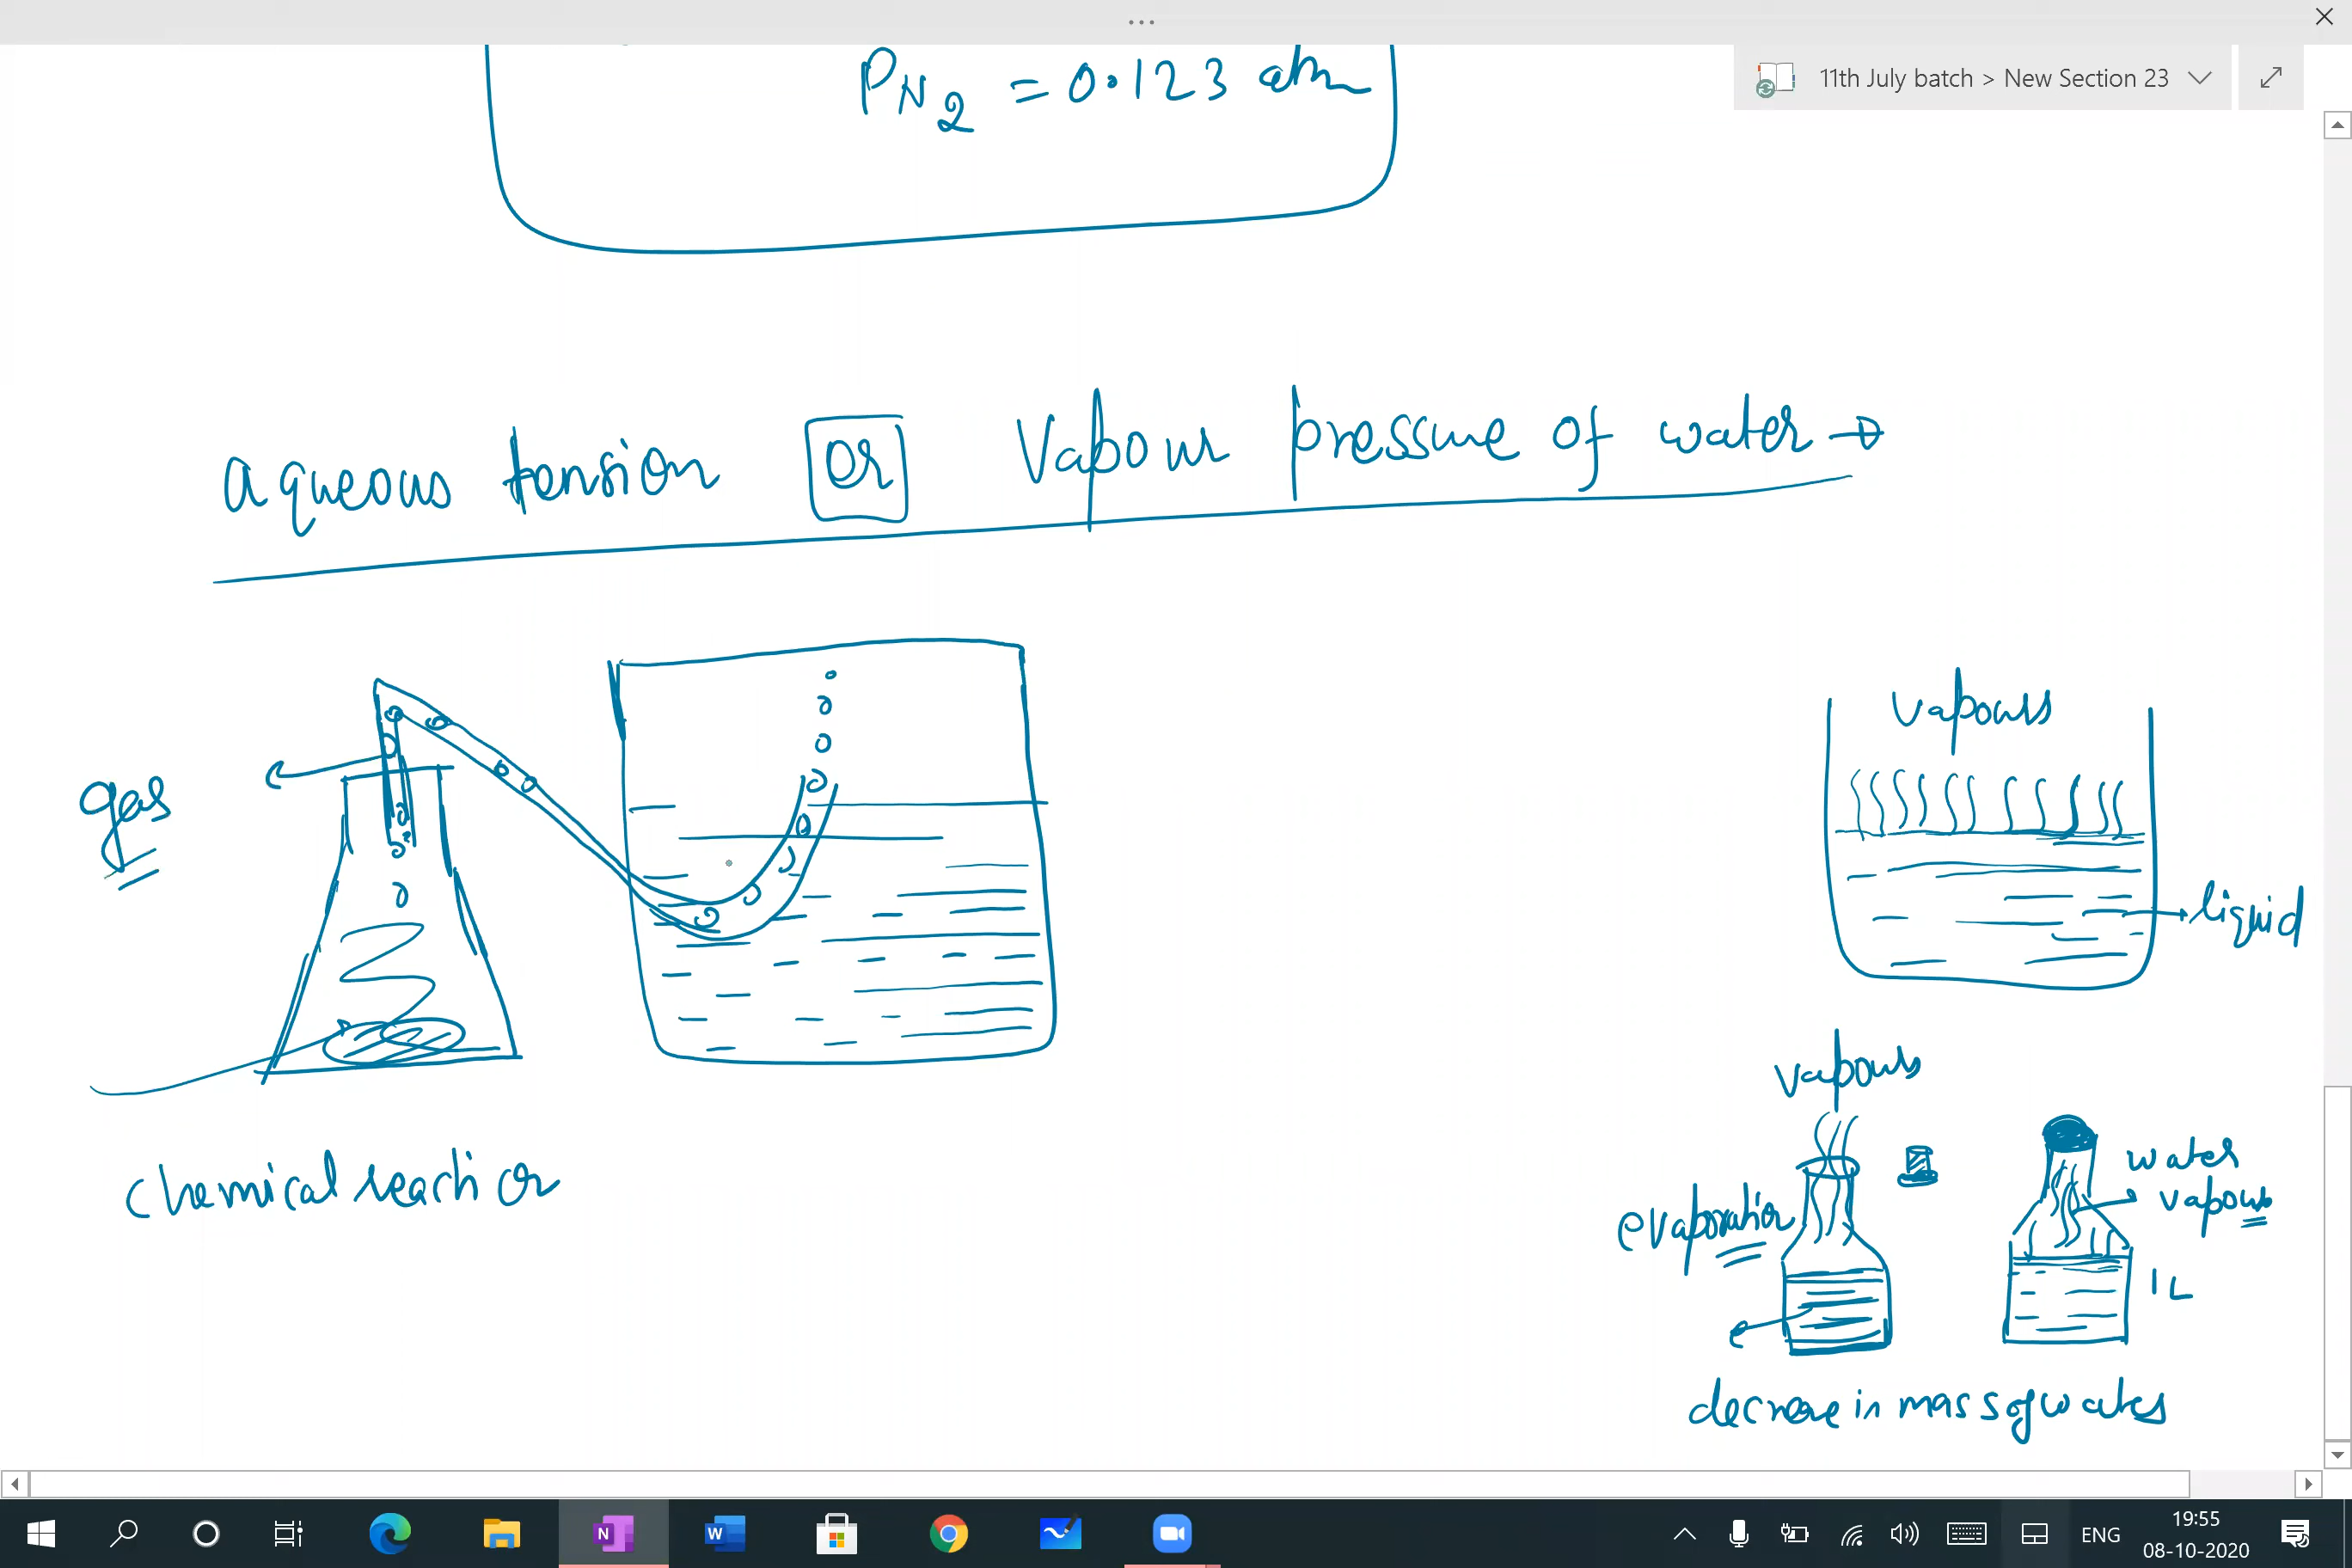 P N2 = 0.123 atm
11th July batch > New Section 23
aqueous tension or Vapour pressure of water →
vapours
gas
liquid
vapours
water
vapours
evaporation
1L
chemical reaction
decrease in mass of water
N
W
ENG
19:55
08-10-2020